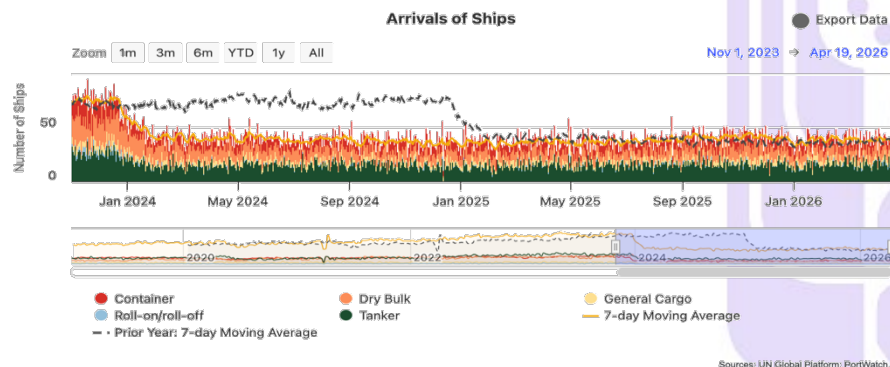 Arrivals of Ships
Export Data
Zoom 1m 3m 6m YTD 1y All
Nov 1, 2023 → Apr 19, 2026
Number of Ships
50
0
Jan 2024 May 2024 Sep 2024 Jan 2025 May 2025 Sep 2025 Jan 2026
2020 2022 2024 2026
Container Dry Bulk General Cargo
Roll-on/roll-off Tanker 7-day Moving Average
Prior Year: 7-day Moving Average
Sources: UN Global Platform; PortWatch